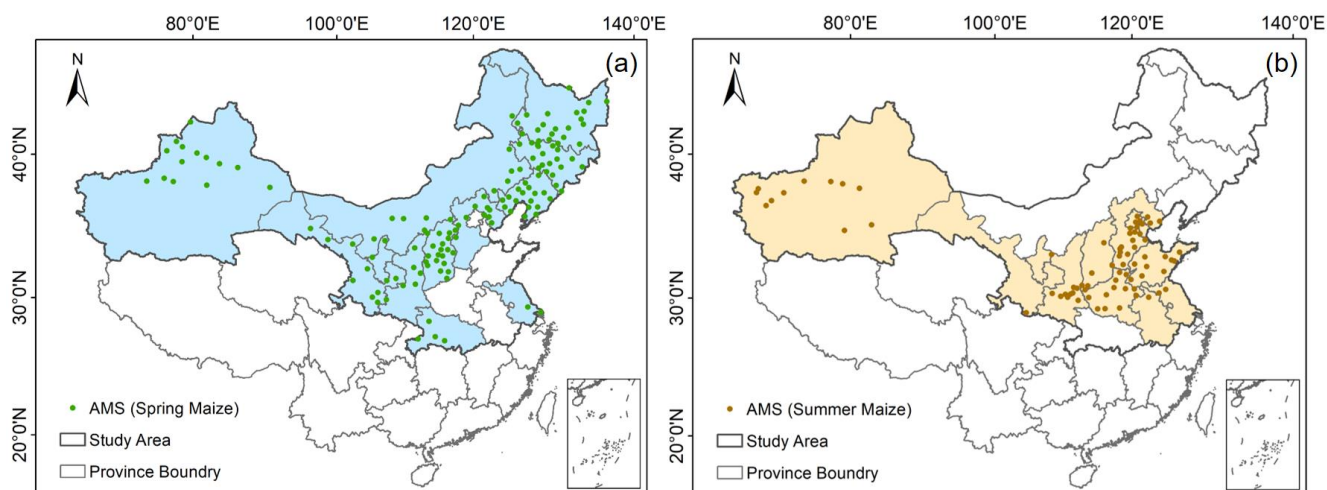 80°0'E 100°0'E 120°0'E 140°0'E
N
(a)
40°0'N
30°0'N
20°0'N
AMS (Spring Maize)
Study Area
Province Boundry
80°0'E 100°0'E 120°0'E 140°0'E
N
(b)
40°0'N
30°0'N
20°0'N
AMS (Summer Maize)
Study Area
Province Boundry